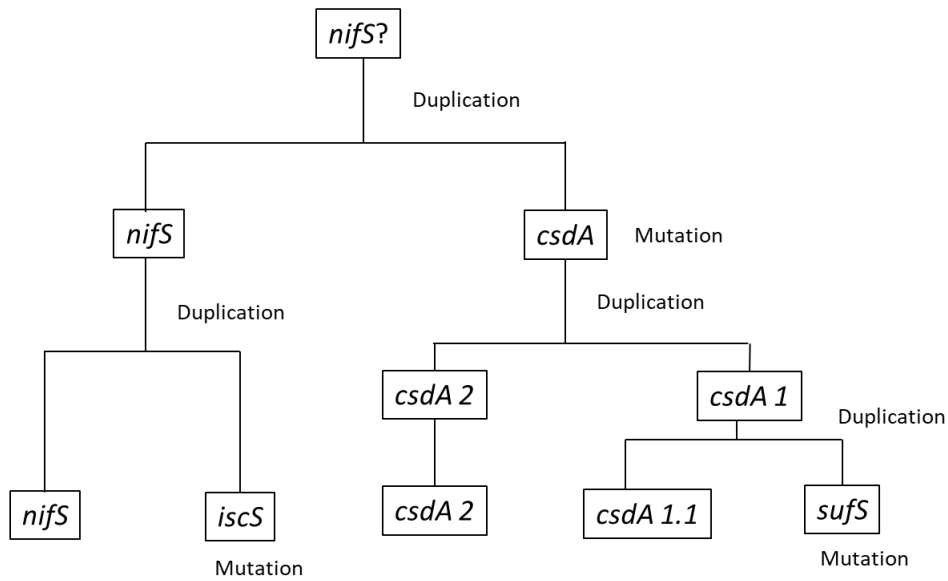 nifS?
Duplication
nifS
csdA
Mutation
Duplication
Duplication
csdA 2
csdA 1
Duplication
nifS
iscS
csdA 2
csdA 1.1
sufS
Mutation
Mutation